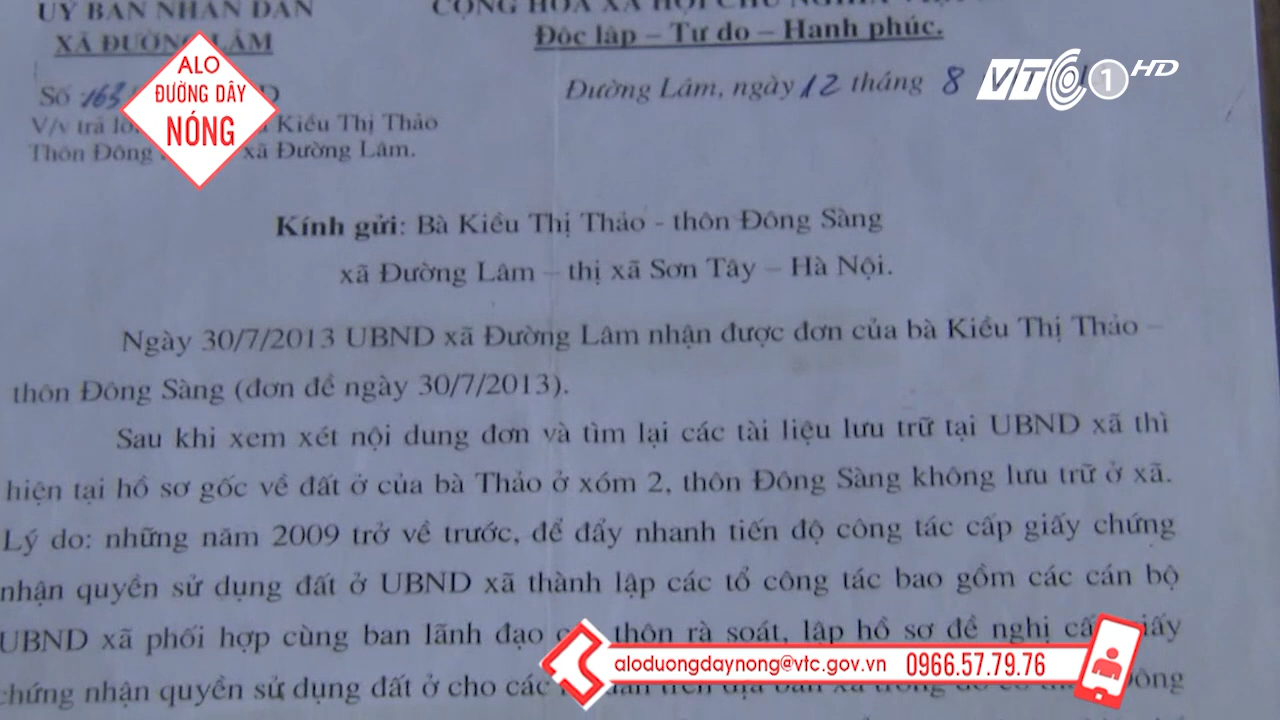 UỶ BAN NHÂN DÂN
XÃ ĐƯỜNG LÂM
CỘNG HOÀ XÃ HỘI CHỦ NGHĨA
Độc lập – Tự do – Hạnh phúc.
Số 163
Đường Lâm, ngày 12 tháng 8
V/v trả Kiều Thị Thảo
Thôn Đông xã Đường Lâm.
ALO
ĐƯỜNG DÂY
NÓNG
VTC 1 HD
Kính gửi: Bà Kiều Thị Thảo - thôn Đông Sàng
xã Đường Lâm – thị xã Sơn Tây – Hà Nội.
Ngày 30/7/2013 UBND xã Đường Lâm nhận được đơn của bà Kiều Thị Thảo –
thôn Đông Sàng (đơn đề ngày 30/7/2013).
Sau khi xem xét nội dung đơn và tìm lại các tài liệu lưu trữ tại UBND xã thì
hiện tại hồ sơ gốc về đất ở của bà Thảo ở xóm 2, thôn Đông Sàng không lưu trữ ở xã.
Lý do: những năm 2009 trở về trước, để đẩy nhanh tiến độ công tác cấp giấy chứng
nhận quyền sử dụng đất ở UBND xã thành lập các tổ công tác bao gồm các cán bộ
UBND xã phối hợp cùng ban lãnh đạo thôn rà soát, lập hồ sơ đề nghị cấp giấy
chứng nhận quyền sử dụng đất ở cho các
aloduongdaynong@vtc.gov.vn 0966.57.79.76